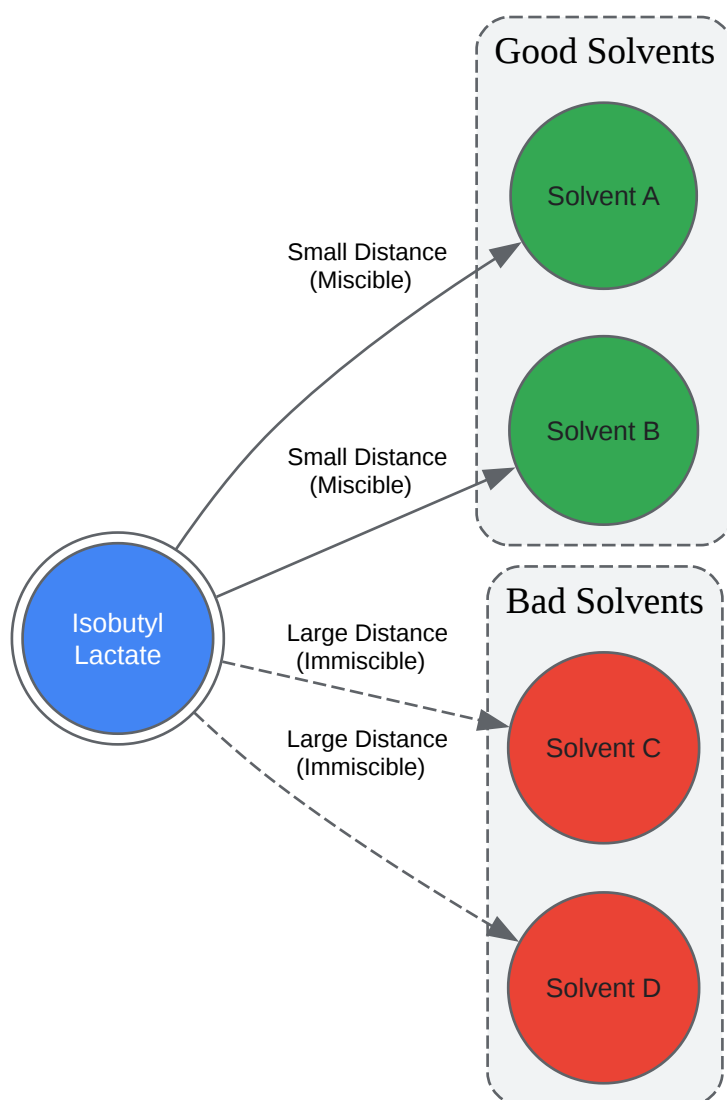 Good Solvents
Solvent A
Small Distance
(Miscible)
Solvent B
Small Distance
(Miscible)
Isobutyl
Lactate
Bad Solvents
Large Distance
(Immiscible)
Solvent C
Large Distance
(Immiscible)
Solvent D